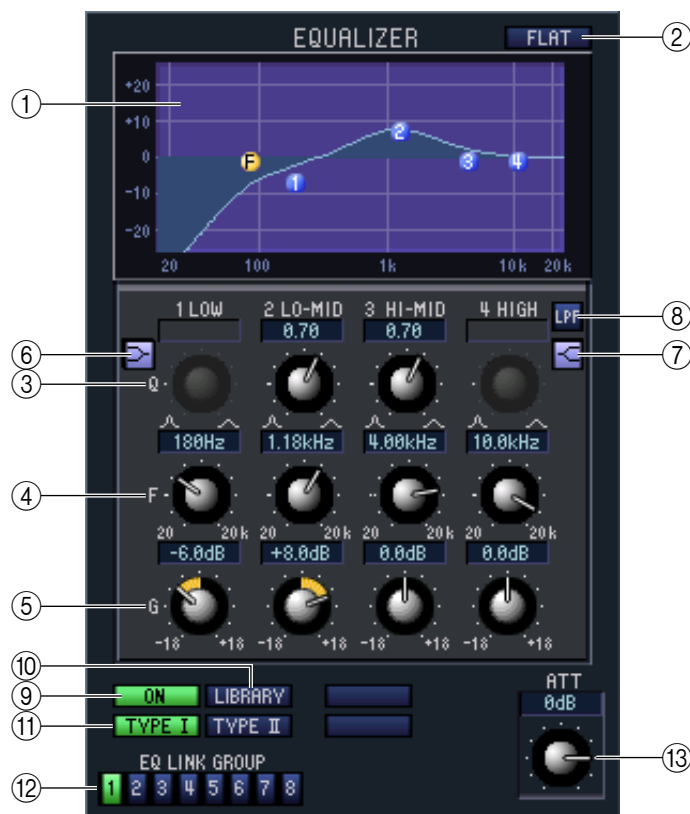 EQUALIZER FLAT ②
① +20
+10
0 F 1 2 3 4
-10
-20
20 100 1k 10k 20k
1 LOW 2 LO-MID 3 HI-MID 4 HIGH
0.70 0.70 LPF ⑧
⑥ ⑦
③ Q
180Hz 1.18kHz 4.00kHz 10.0kHz
④ F
20 20k 20 20k 20 20k 20 20k
-6.0dB +8.0dB 0.0dB 0.0dB
⑤ G
-18 +18 -18 +18 -18 +18 -18 +18
⑩
⑨ ON LIBRARY
⑪ TYPE I TYPE II
ATT
0dB
⑬
EQ LINK GROUP
⑫ 1 2 3 4 5 6 7 8